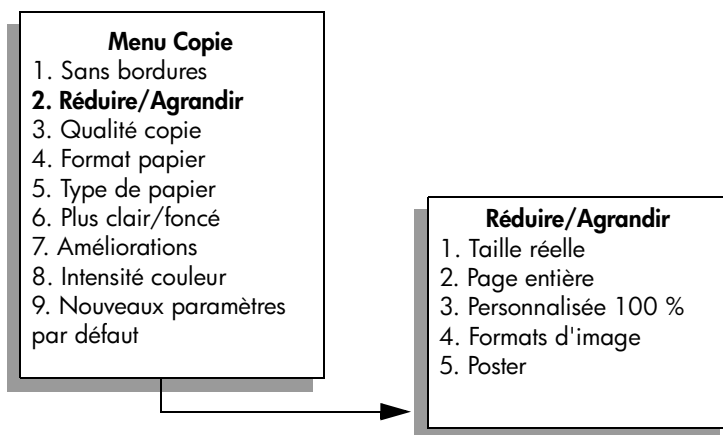 Menu Copie
1. Sans bordures
2. Réduire/Agrandir
3. Qualité copie
4. Format papier
5. Type de papier
6. Plus clair/foncé
7. Améliorations
8. Intensité couleur
9. Nouveaux paramètres
par défaut
Réduire/Agrandir
1. Taille réelle
2. Page entière
3. Personnalisée 100 %
4. Formats d'image
5. Poster